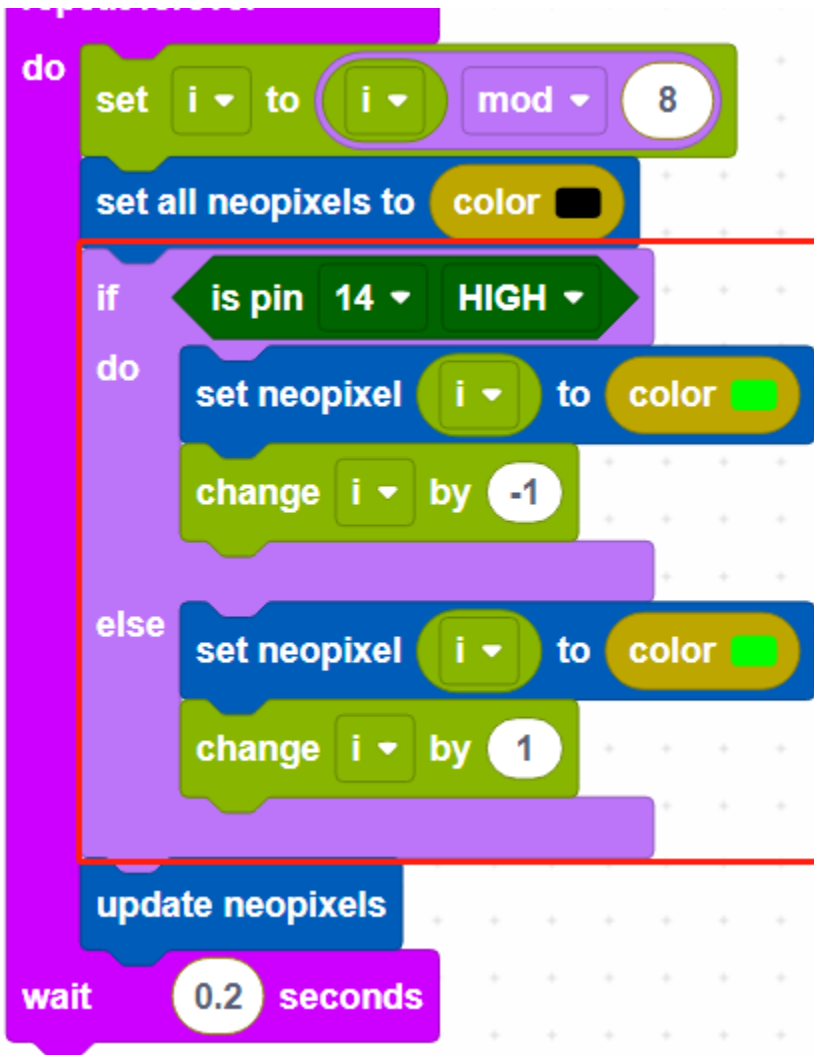 do
set i to i mod 8
set all neopixels to color
if is pin 14 HIGH
do
set neopixel i to color
change i by -1
else
set neopixel i to color
change i by 1
update neopixels
wait 0.2 seconds